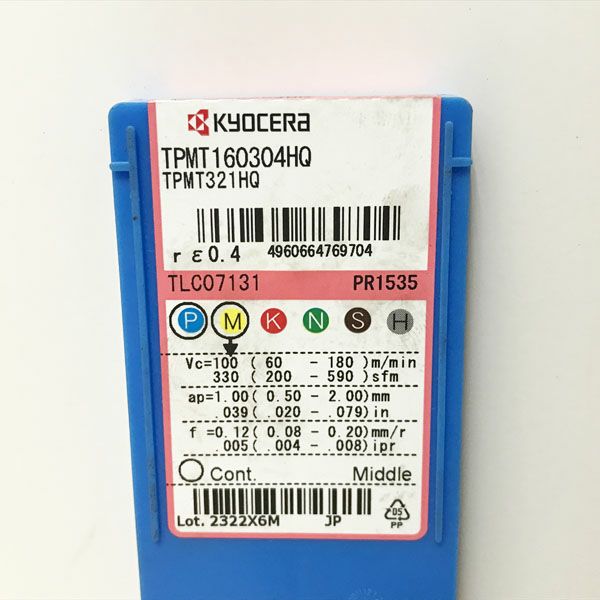 KYOCERA
TPMT160304HQ
TPMT321HQ
rε0.4 4960664769704
TLC07131 PR1535
P M K N S H
Vc=100 ( 60 - 180 )m/min
330 ( 200 - 590 )sfm
ap=1.00( 0.50 - 2.00)mm
.039( .020 - .079)in
f =0.12( 0.08 - 0.20)mm/r
.005( .004 - .008)ipr
Cont. Middle
Lot. 2322X6M JP
05
PP